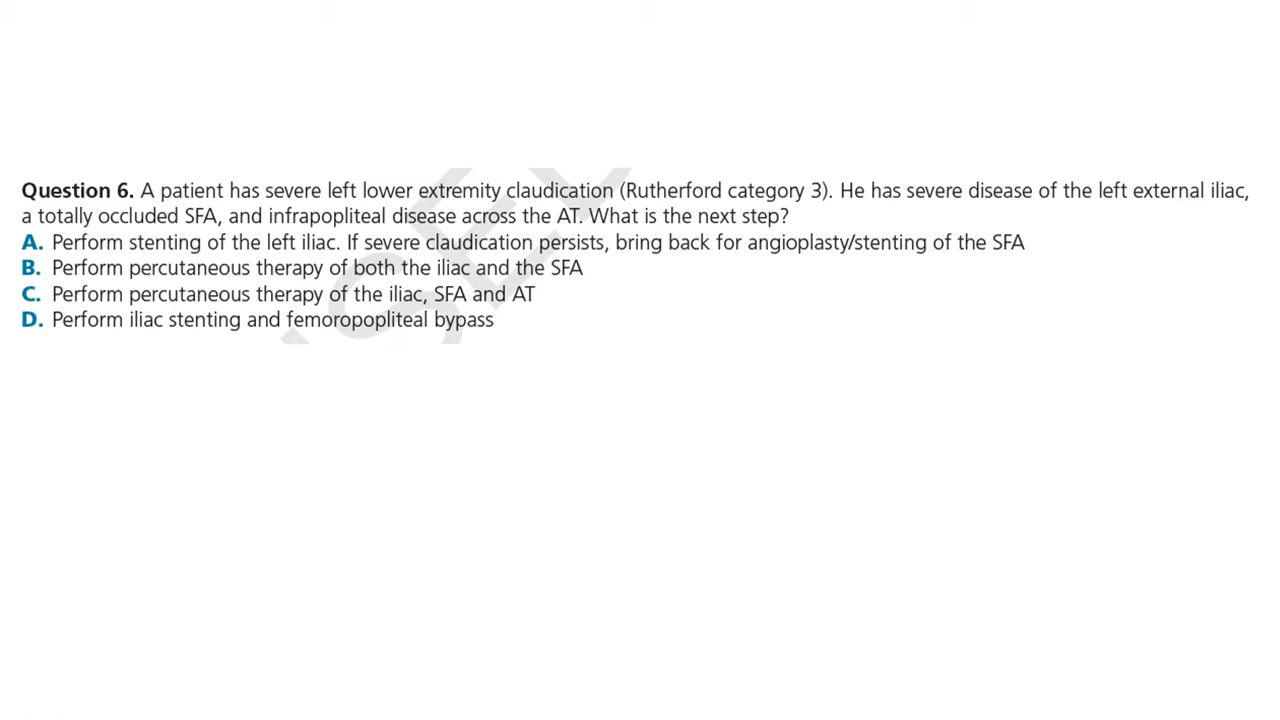 Question 6. A patient has severe left lower extremity claudication (Rutherford category 3). He has severe disease of the left external iliac,
a totally occluded SFA, and infrapopliteal disease across the AT. What is the next step?
A. Perform stenting of the left iliac. If severe claudication persists, bring back for angioplasty/stenting of the SFA
B. Perform percutaneous therapy of both the iliac and the SFA
C. Perform percutaneous therapy of the iliac, SFA and AT
D. Perform iliac stenting and femoropopliteal bypass